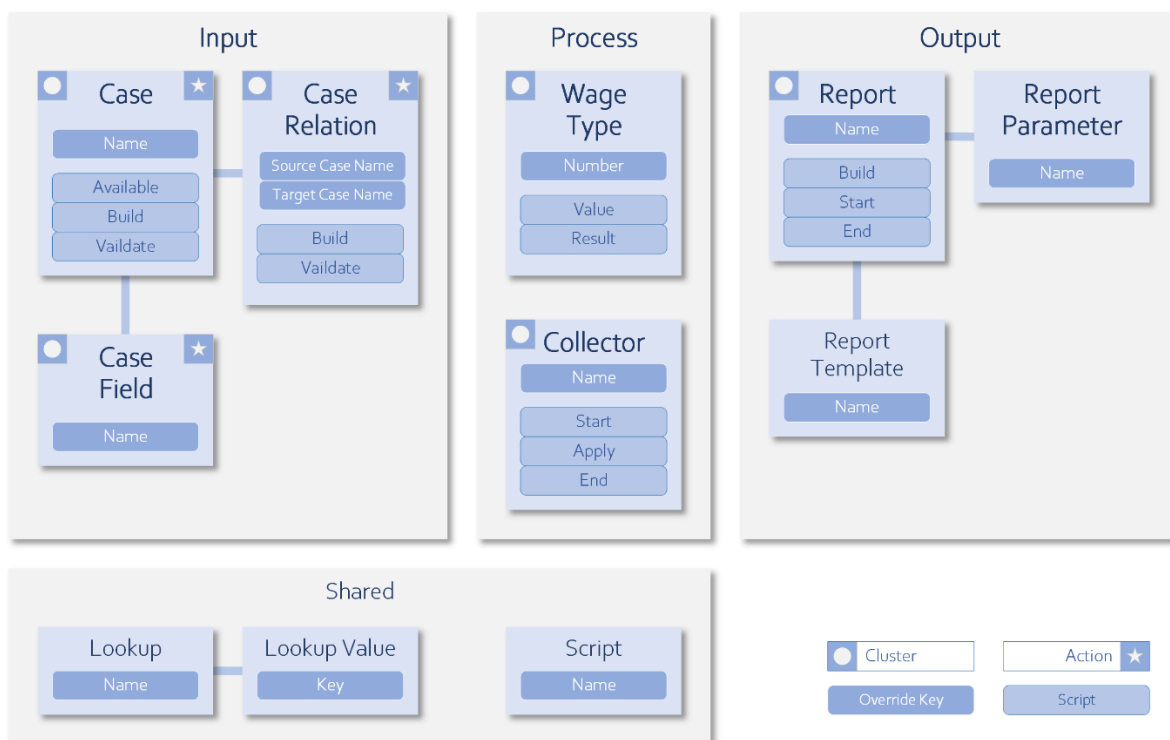 Input
Case
Name
Available
Build
Vaildate
Case
Relation
Source Case Name
Target Case Name
Build
Vaildate
Case
Field
Name
Process
Wage
Type
Number
Value
Result
Collector
Name
Start
Apply
End
Output
Report
Name
Build
Start
End
Report
Parameter
Name
Report
Template
Name
Shared
Lookup
Name
Lookup Value
Key
Script
Name
Cluster
Action
Override Key
Script